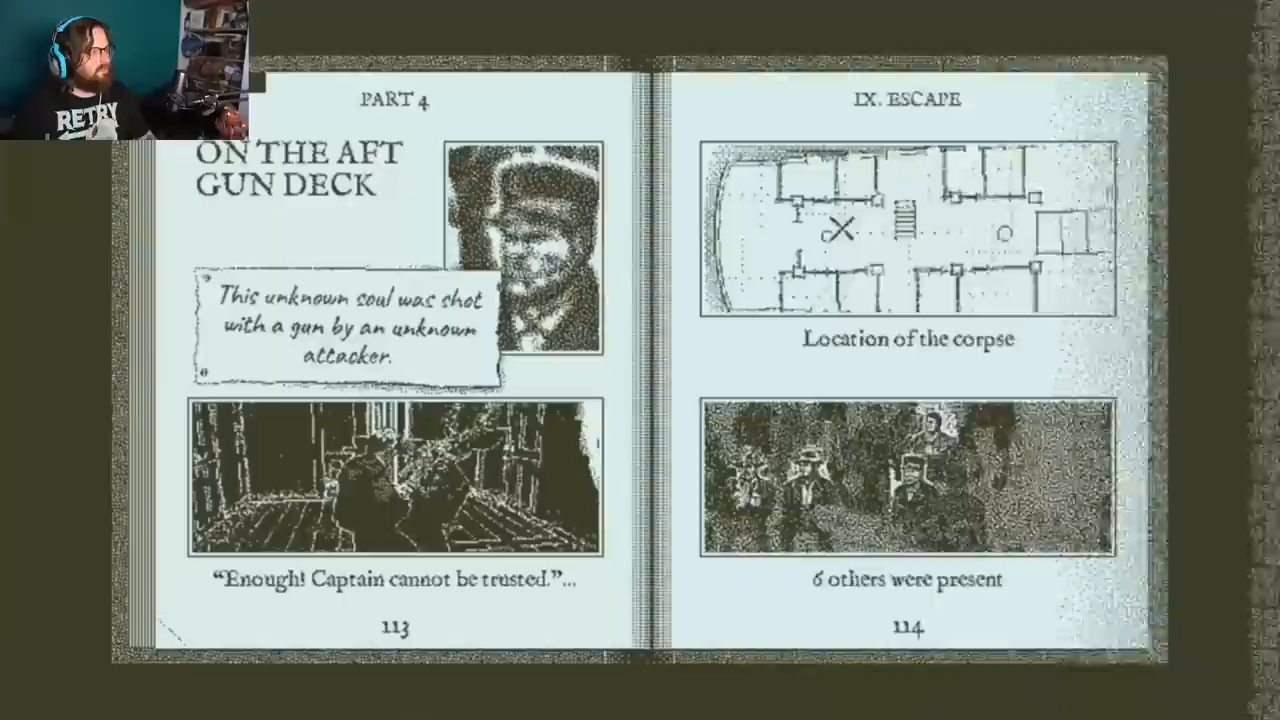 RETRY
PART 4
ON THE AFT
GUN DECK
This unknown soul was shot
with a gun by an unknown
attacker.
"Enough! Captain cannot be trusted."...
113
IX. ESCAPE
Location of the corpse
6 others were present
114